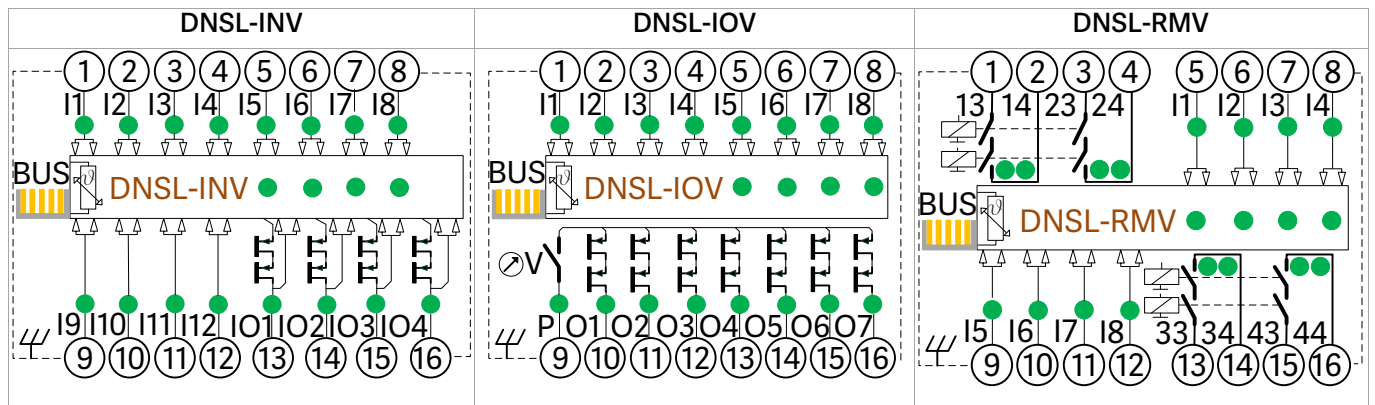 DNSL-INV DNSL-IOV DNSL-RMV
1 2 3 4 5 6 7 8
I1 I2 I3 I4 I5 I6 I7 I8
BUS ϑ DNSL-INV
I9 I10 I11 I12 IO1 IO2 IO3 IO4
9 10 11 12 13 14 15 16
1 2 3 4 5 6 7 8
I1 I2 I3 I4 I5 I6 I7 I8
BUS ϑ DNSL-IOV
V
P O1 O2 O3 O4 O5 O6 O7
9 10 11 12 13 14 15 16
1 2 3 4 5 6 7 8
13 14 23 24 I1 I2 I3 I4
BUS ϑ DNSL-RMV
I5 I6 I7 I8 33 34 43 44
9 10 11 12 13 14 15 16